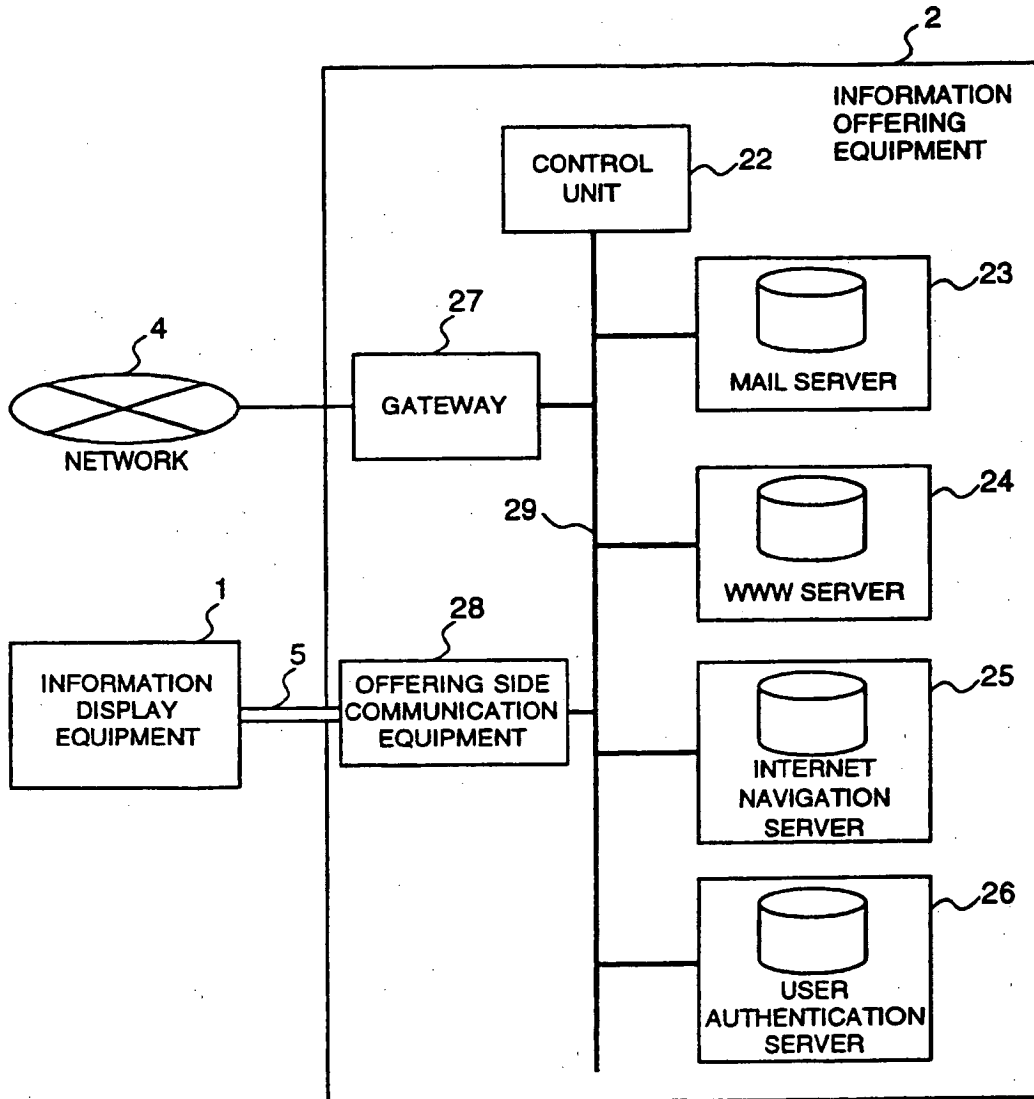 2
INFORMATION
OFFERING
EQUIPMENT
CONTROL
UNIT
22
23
MAIL SERVER
27
GATEWAY
4
NETWORK
24
WWW SERVER
29
1
INFORMATION
DISPLAY
EQUIPMENT
5
28
OFFERING SIDE
COMMUNICATION
EQUIPMENT
25
INTERNET
NAVIGATION
SERVER
26
USER
AUTHENTICATION
SERVER